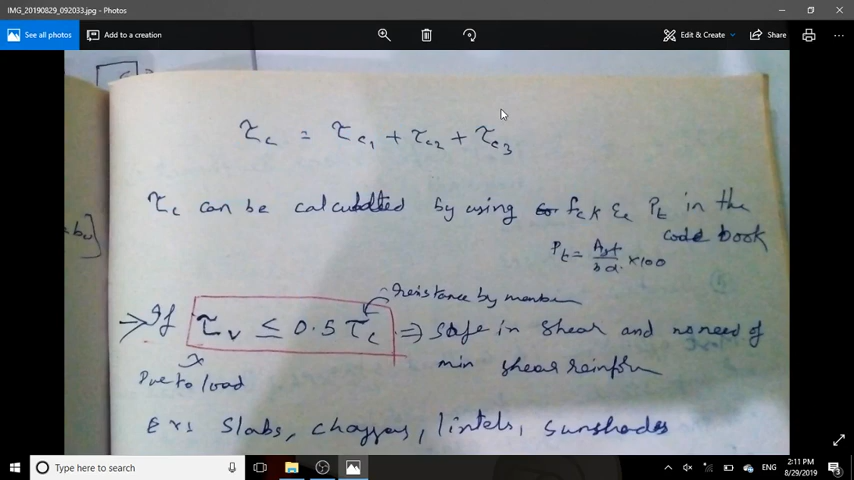 IMG_20190829_092033.jpg - Photos
See all photos
Add to a creation
Edit & Create
Share
τc = τc1 + τc2 + τc3
τc can be calculated by using fck & Pt in the
code book
Pt = Ast/bd × 100
resistance by member
⇒ If τv ≤ 0.5 τc ⇒ safe in shear and no need of
min shear reinforn
Due to load
Exs Slabs, chajjas, lintels, sunshades
Type here to search
ENG
2:11 PM
8/29/2019
3